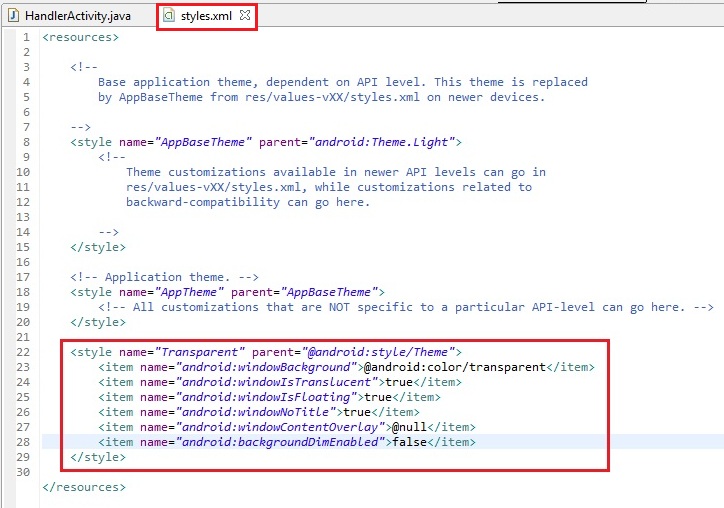 HandlerActivity.java styles.xml
1 <resources>
2
3 <!--
4 Base application theme, dependent on API level. This theme is replaced
5 by AppBaseTheme from res/values-vXX/styles.xml on newer devices.
6
7 -->
8 <style name="AppBaseTheme" parent="android:Theme.Light">
9 <!--
10 Theme customizations available in newer API levels can go in
11 res/values-vXX/styles.xml, while customizations related to
12 backward-compatibility can go here.
13
14 -->
15 </style>
16
17 <!-- Application theme. -->
18 <style name="AppTheme" parent="AppBaseTheme">
19 <!-- All customizations that are NOT specific to a particular API-level can go here. -->
20 </style>
21
22 <style name="Transparent" parent="@android:style/Theme">
23 <item name="android:windowBackground">@android:color/transparent</item>
24 <item name="android:windowIsTranslucent">true</item>
25 <item name="android:windowIsFloating">true</item>
26 <item name="android:windowNoTitle">true</item>
27 <item name="android:windowContentOverlay">@null</item>
28 <item name="android:backgroundDimEnabled">false</item>
29 </style>
30
</resources>